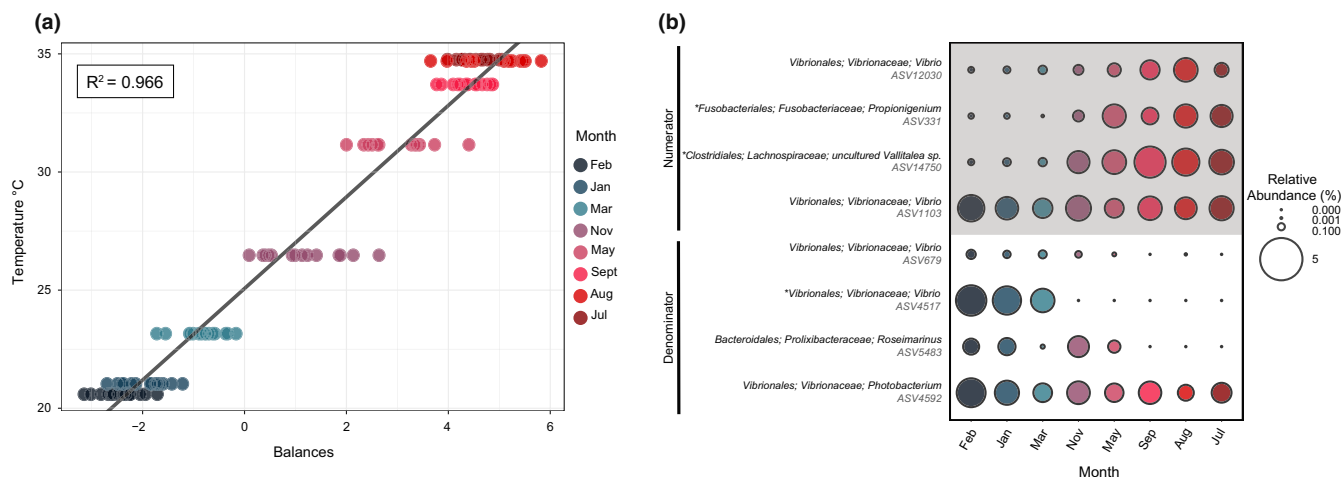 (a)
R² = 0.966
Temperature °C
35
30
25
20
−2
0
2
4
6
Balances
Month
Feb
Jan
Mar
Nov
May
Sept
Aug
Jul
(b)
Numerator
Vibrionales; Vibrionaceae; Vibrio
ASV12030
*Fusobacteriales; Fusobacteriaceae; Propionigenium
ASV331
*Clostridiales; Lachnospiraceae; uncultured Vallitalea sp.
ASV14750
Vibrionales; Vibrionaceae; Vibrio
ASV1103
Denominator
Vibrionales; Vibrionaceae; Vibrio
ASV679
*Vibrionales; Vibrionaceae; Vibrio
ASV4517
Bacteroidales; Prolixibacteraceae; Roseimarinus
ASV5483
Vibrionales; Vibrionaceae; Photobacterium
ASV4592
Feb
Jan
Mar
Nov
May
Sep
Aug
Jul
Month
Relative
Abundance (%)
0.000
0.001
0.100
5